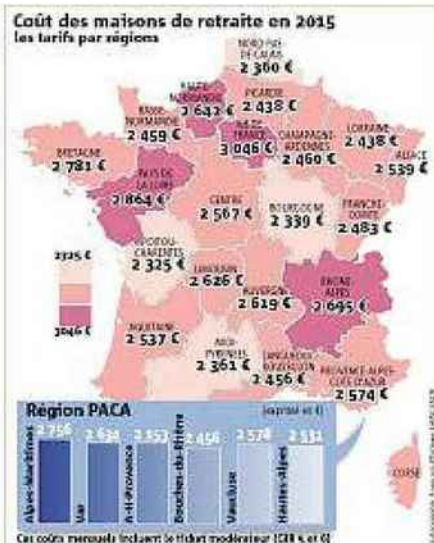 Coût des maisons de retraite en 2015
les tarifs par régions
NORD-PAS-
DE-CALAIS
2 360 €
HAUTE-
NORMANDIE
2 642 €
PICARDIE
2 438 €
BASSE-
NORMANDIE
2 459 €
ÎLE DE
FRANCE
3 046 €
CHAMPAGNE
ARDENNES
2 460 €
LORRAINE
2 438 €
ALSACE
2 539 €
BRETAGNE
2 781 €
PAYS DE
LA LOIRE
2 864 €
CENTRE
2 567 €
BOURGOGNE
2 339 €
FRANCHE-
COMTÉ
2 483 €
POITOU-
CHARENTES
2 325 €
LIMOUSIN
2 626 €
AUVERGNE
2 619 €
RHÔNE-
ALPES
2 695 €
2325 €
3046 €
AQUITAINE
2 537 €
MIDI-
PYRÉNÉES
2 361 €
LANGUEDOC-
ROUSSILLON
2 456 €
PROVENCE-ALPES-
CÔTE D'AZUR
2 574 €
CORSE
Région PACA
Alpes-Maritimes
2 756
Var
2 634
A-H-Provence
2 553
Bouches-du-Rhône
2 456
Vaucluse
2 578
Hautes-Alpes
2 531
Ces coûts mensuels incluent le ticket modérateur